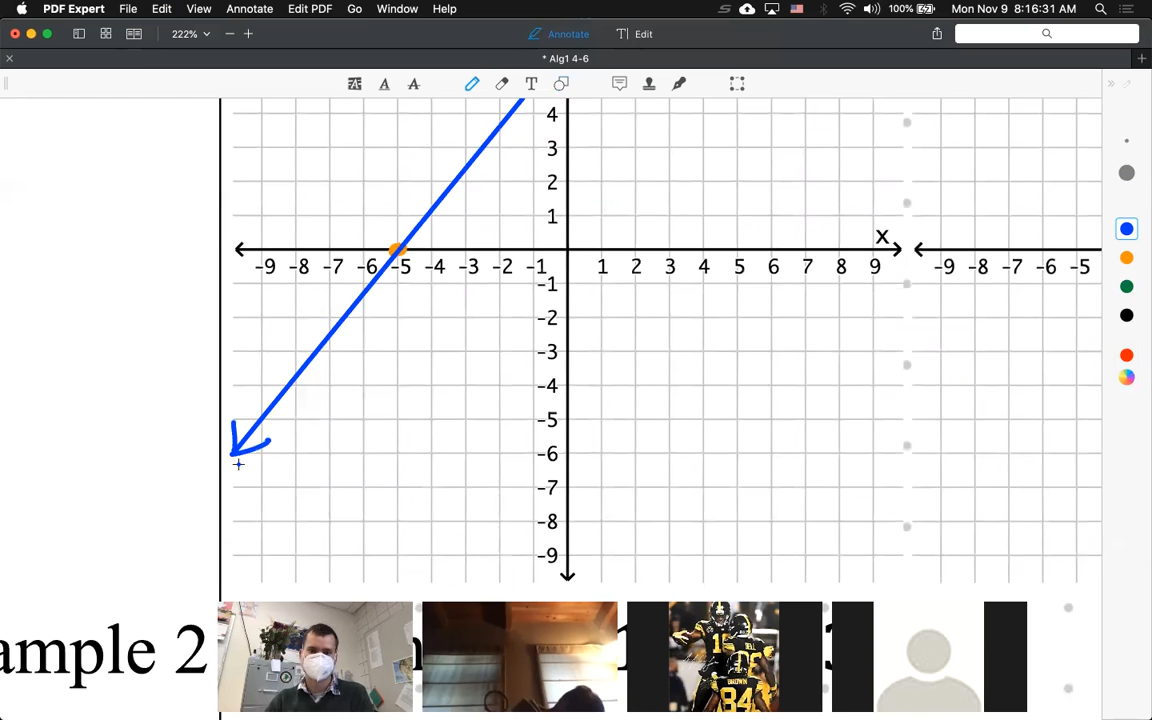 PDF Expert File Edit View Annotate Edit PDF Go Window Help 100% Mon Nov 9 8:16:31 AM
222% Annotate Edit
* Alg1 4-6
4
3
2
1
x
-9 -8 -7 -6 -5 -4 -3 -2 -1 1 2 3 4 5 6 7 8 9 -9 -8 -7 -6 -5
-1
-2
-3
-4
-5
-6
-7
-8
-9
ample 2
BELL
BROWN
84